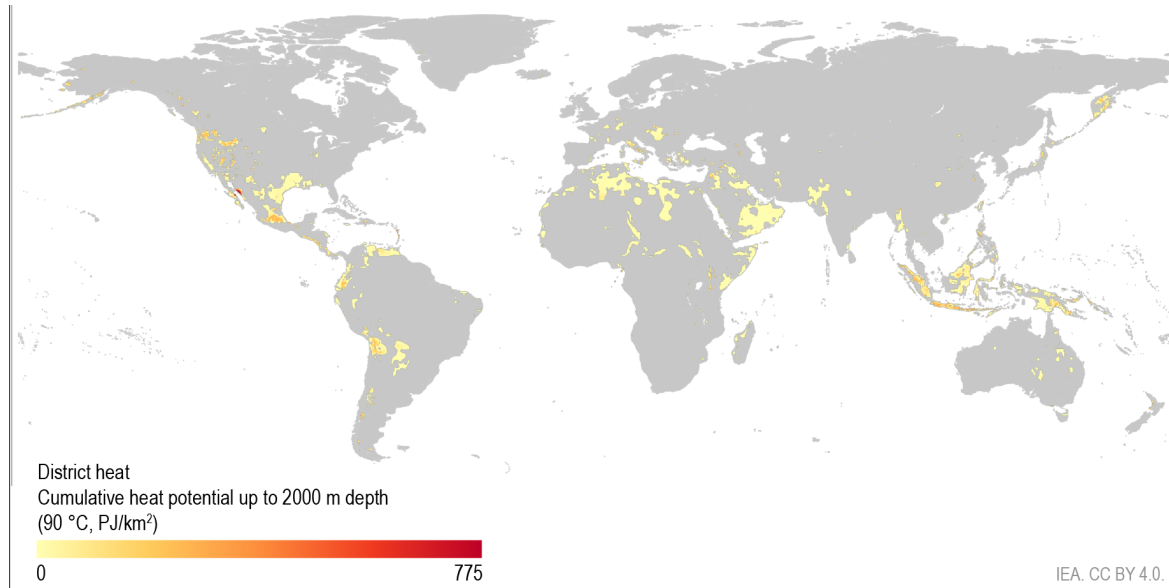 District heat
Cumulative heat potential up to 2000 m depth
(90 °C, PJ/km²)
0 775
IEA. CC BY 4.0.